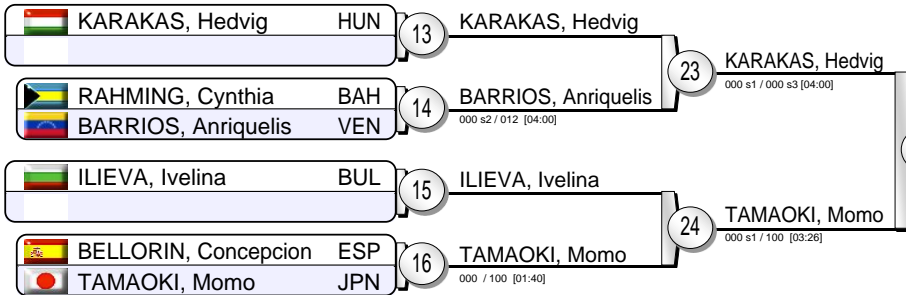 KARAKAS, Hedvig HUN
13
KARAKAS, Hedvig
RAHMING, Cynthia BAH
BARRIOS, Anriquelis VEN
14
BARRIOS, Anriquelis
000 s2 / 012 [04:00]
23
KARAKAS, Hedvig
000 s1 / 000 s3 [04:00]
ILIEVA, Ivelina BUL
15
ILIEVA, Ivelina
BELLORIN, Concepcion ESP
TAMAOKI, Momo JPN
16
TAMAOKI, Momo
000 / 100 [01:40]
24
TAMAOKI, Momo
000 s1 / 100 [03:26]